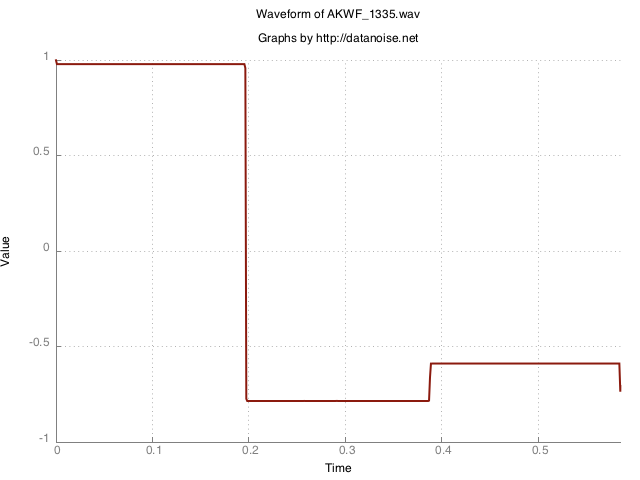 Waveform of AKWF_1335.wav
Graphs by http://datanoise.net
1
0.5
0
-0.5
-1
Value
0 0.1 0.2 0.3 0.4 0.5
Time